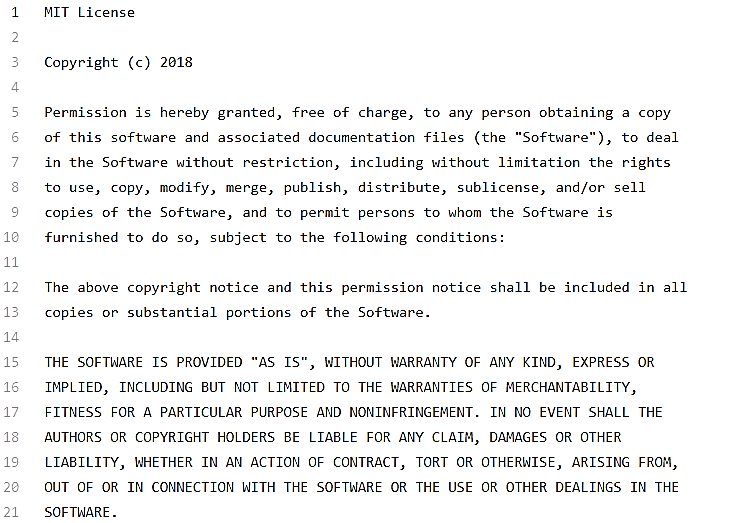 1 MIT License
2
3 Copyright (c) 2018
4
5 Permission is hereby granted, free of charge, to any person obtaining a copy
6 of this software and associated documentation files (the "Software"), to deal
7 in the Software without restriction, including without limitation the rights
8 to use, copy, modify, merge, publish, distribute, sublicense, and/or sell
9 copies of the Software, and to permit persons to whom the Software is
10 furnished to do so, subject to the following conditions:
11
12 The above copyright notice and this permission notice shall be included in all
13 copies or substantial portions of the Software.
14
15 THE SOFTWARE IS PROVIDED "AS IS", WITHOUT WARRANTY OF ANY KIND, EXPRESS OR
16 IMPLIED, INCLUDING BUT NOT LIMITED TO THE WARRANTIES OF MERCHANTABILITY,
17 FITNESS FOR A PARTICULAR PURPOSE AND NONINFRINGEMENT. IN NO EVENT SHALL THE
18 AUTHORS OR COPYRIGHT HOLDERS BE LIABLE FOR ANY CLAIM, DAMAGES OR OTHER
19 LIABILITY, WHETHER IN AN ACTION OF CONTRACT, TORT OR OTHERWISE, ARISING FROM,
20 OUT OF OR IN CONNECTION WITH THE SOFTWARE OR THE USE OR OTHER DEALINGS IN THE
21 SOFTWARE.